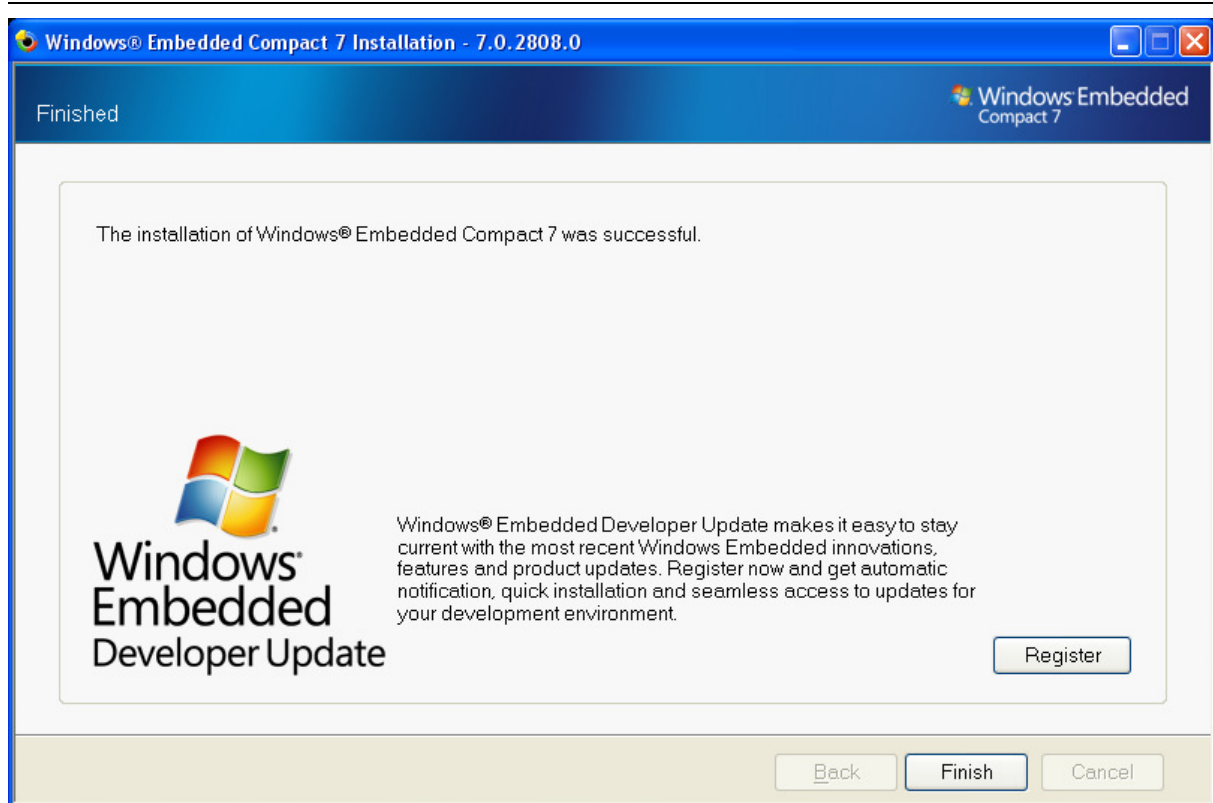 Windows® Embedded Compact 7 Installation - 7.0.2808.0
Finished
Windows® Embedded
Compact 7
The installation of Windows® Embedded Compact 7 was successful.
Windows®
Embedded
Developer Update
Windows® Embedded Developer Update makes it easy to stay
current with the most recent Windows Embedded innovations,
features and product updates. Register now and get automatic
notification, quick installation and seamless access to updates for
your development environment.
Register
Back
Finish
Cancel